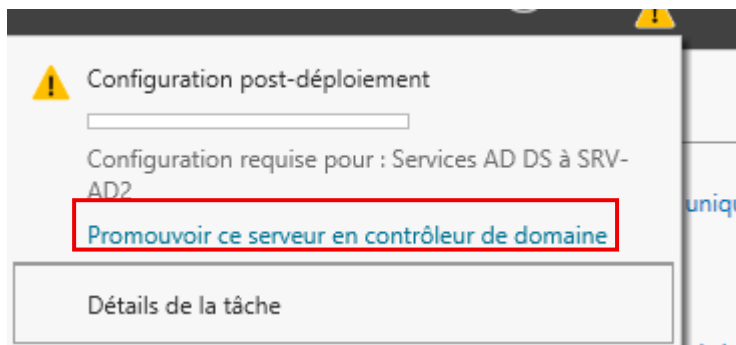 Configuration post-déploiement
Configuration requise pour : Services AD DS à SRV-
AD2
Promouvoir ce serveur en contrôleur de domaine
Détails de la tâche